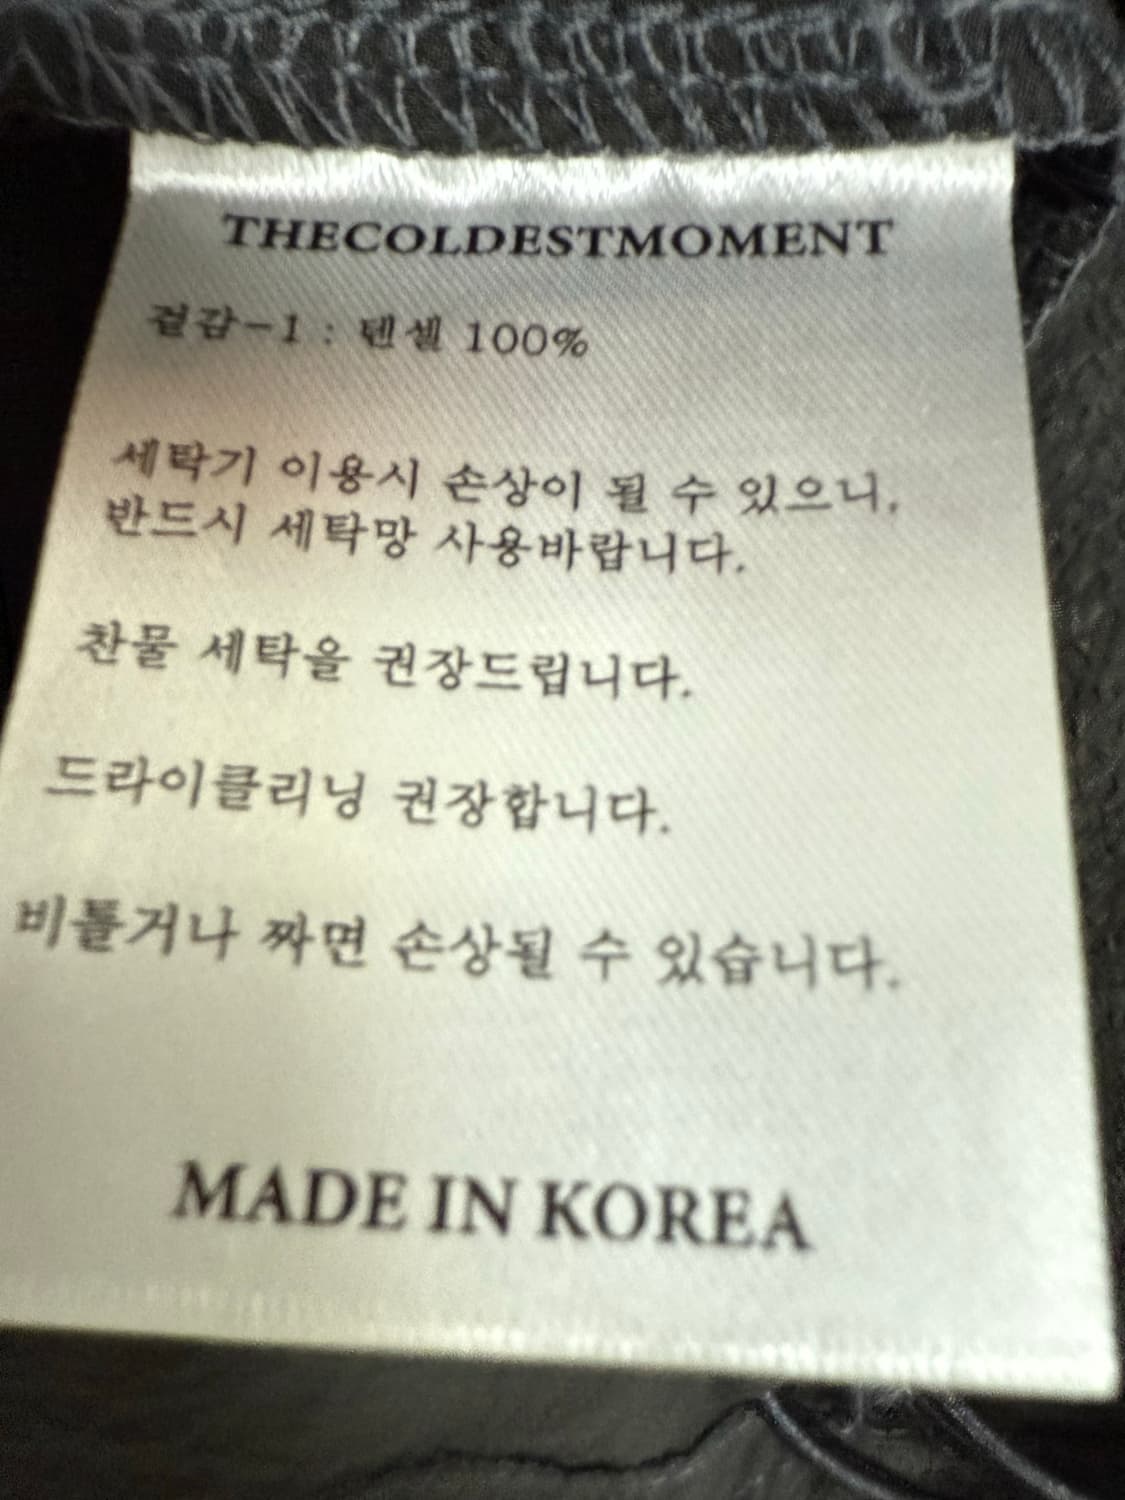 THECOLDESTMOMENT
겉감-1 : 텐셀 100%
세탁기 이용시 손상이 될 수 있으니,
반드시 세탁망 사용바랍니다.
찬물 세탁을 권장드립니다.
드라이클리닝 권장합니다.
비틀거나 짜면 손상될 수 있습니다.
MADE IN KOREA